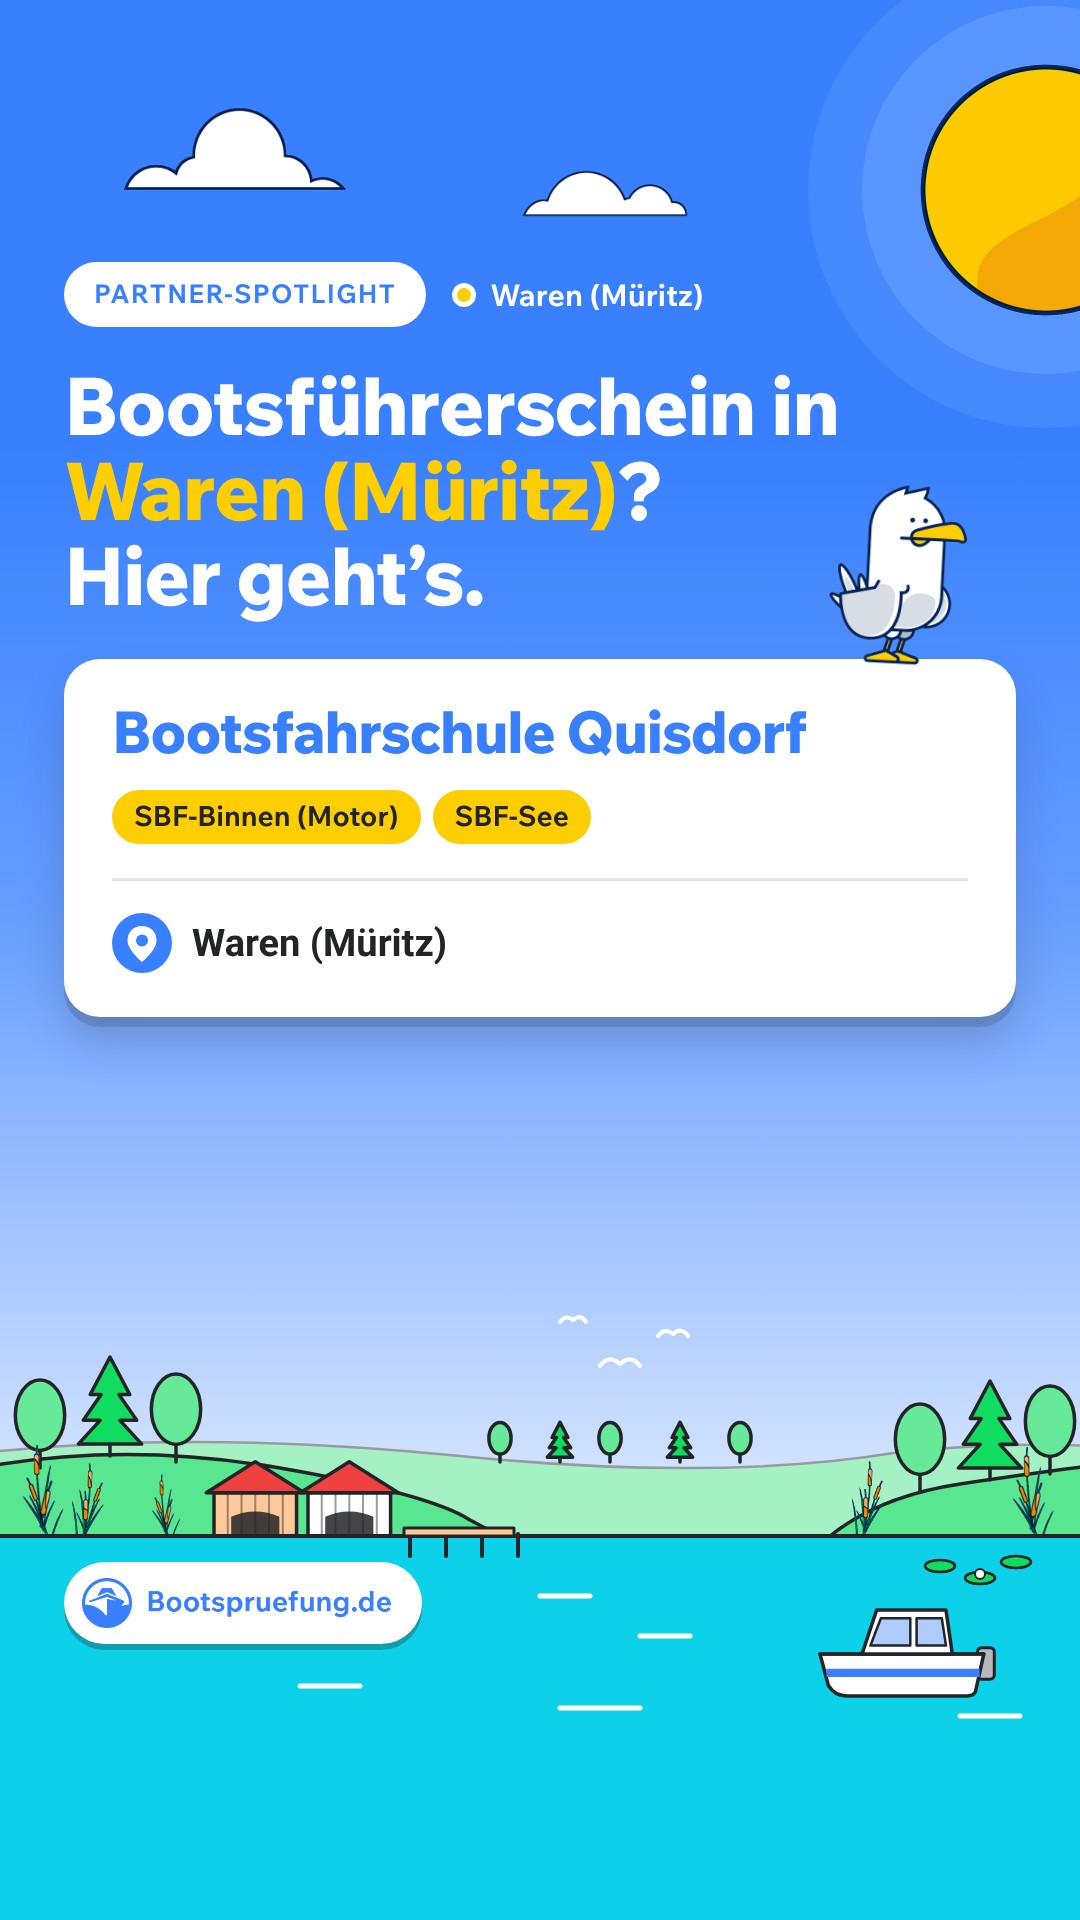 PARTNER-SPOTLIGHT
Waren (Müritz)
Bootsführerschein in
Waren (Müritz)?
Hier geht’s.
Bootsfahrschule Quisdorf
SBF-Binnen (Motor)
SBF-See
Waren (Müritz)
Bootspruefung.de